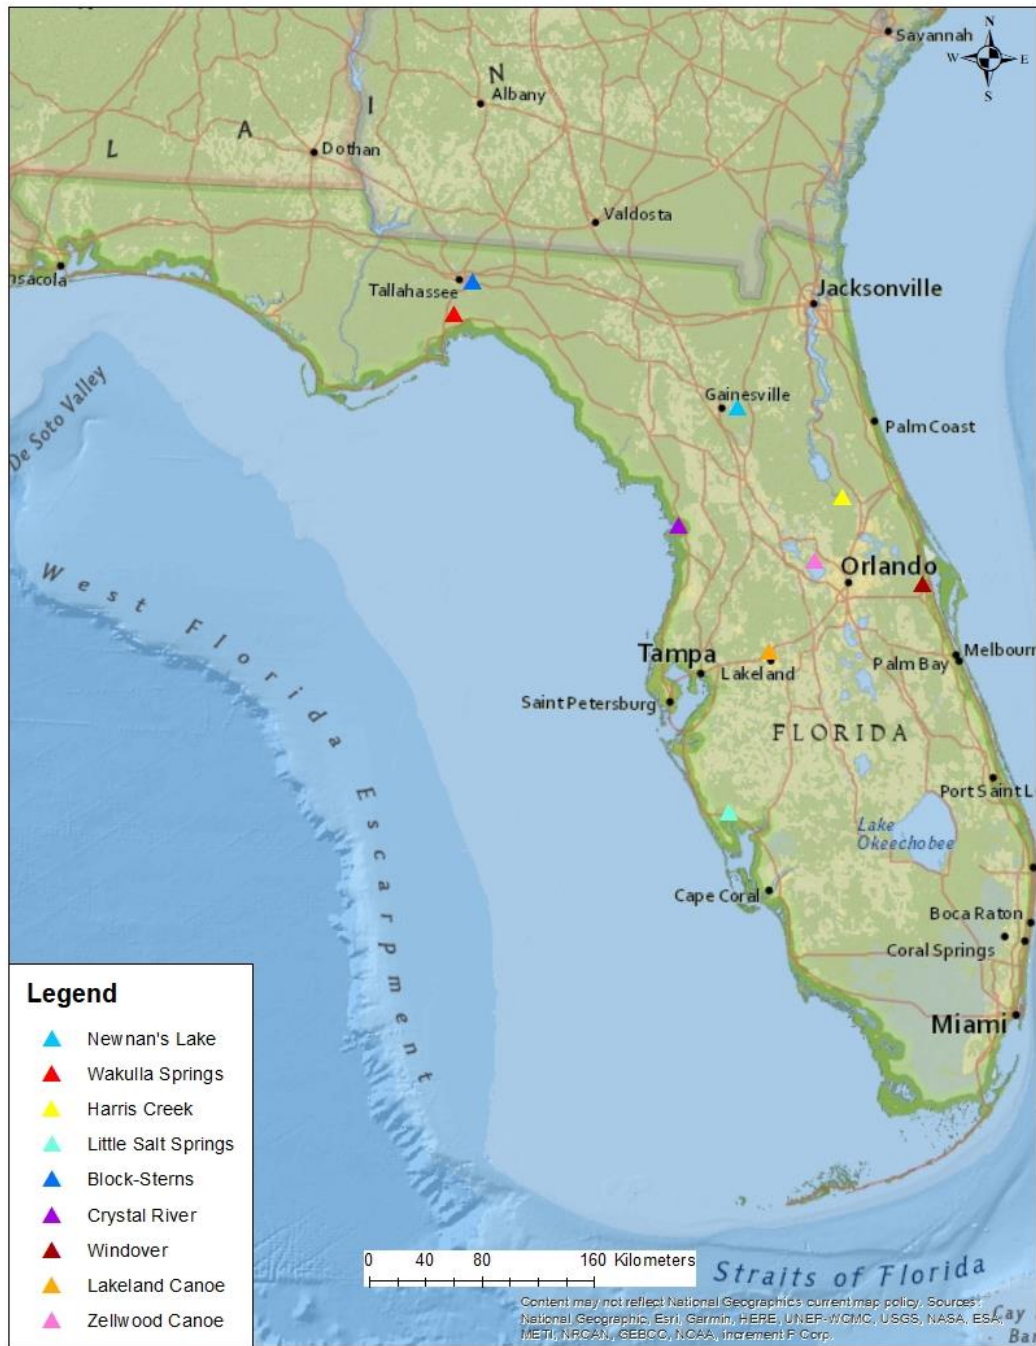 Savannah
N
W E
S
N
Albany
I
A
Dothan
L
Valdosta
nsacola
Tallahassee
Jacksonville
Gainesville
De Soto Valley
Palm Coast
West Florida Escarpment
Orlando
Tampa
Lakeland
Melbourn
Palm Bay
Saint Petersburg
FLORIDA
Port Saint L
Lake
Okeechobee
Cape Coral
Boca Raton
Coral Springs
Miami
Legend
Newnan's Lake
Wakulla Springs
Harris Creek
Little Salt Springs
Block-Sterns
Crystal River
Windover
Lakeland Canoe
Zellwood Canoe
0 40 80 160 Kilometers
Straits of Florida
Content may not reflect National Geographic's current map policy. Sources:
National Geographic, Esri, Garmin, HERE, UNEP-WCMC, USGS, NASA, ESA,
METI, NRCAN, GEBCO, NOAA, Increment P Corp.
Cay
Ba